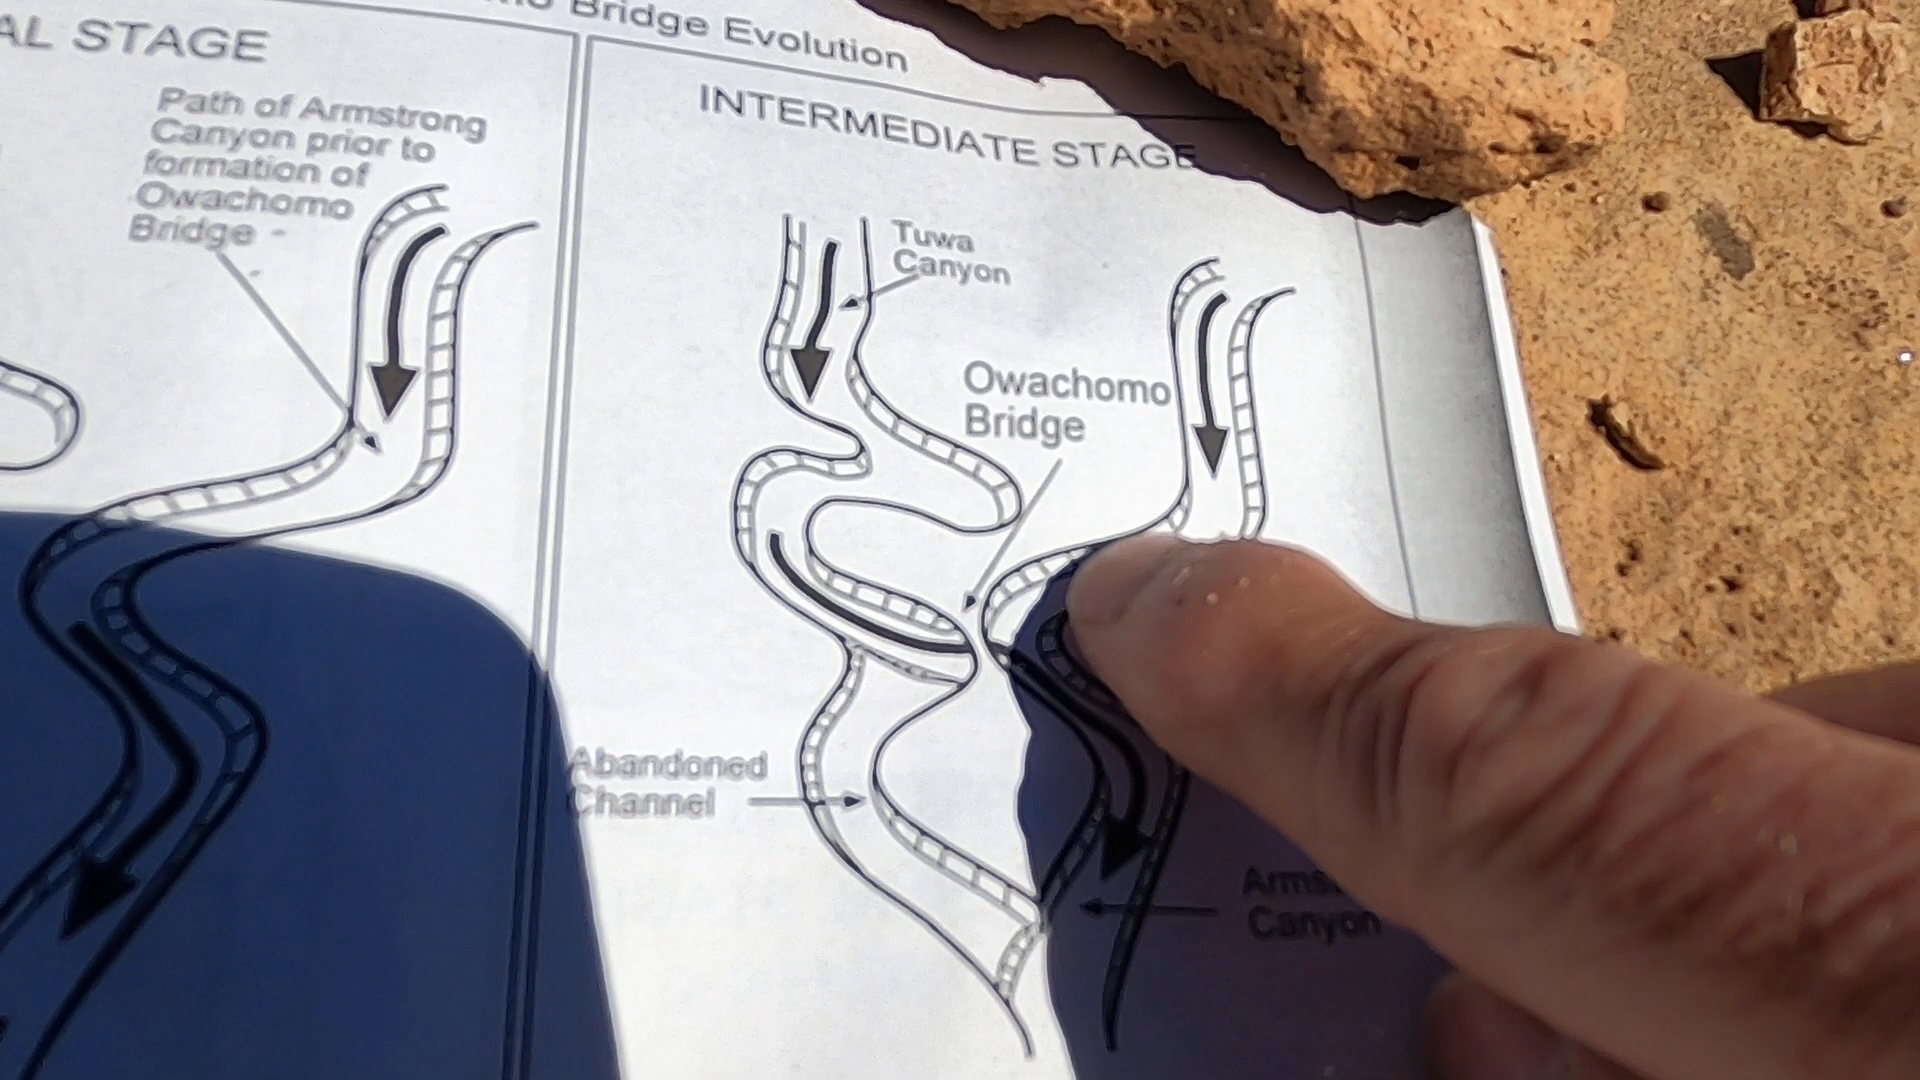 Bridge Evolution
STAGE
Path of Armstrong
Canyon prior to
formation of
Owachomo
Bridge
INTERMEDIATE STAGE
Tuwa
Canyon
Owachomo
Bridge
Abandoned
Channel
Canyon